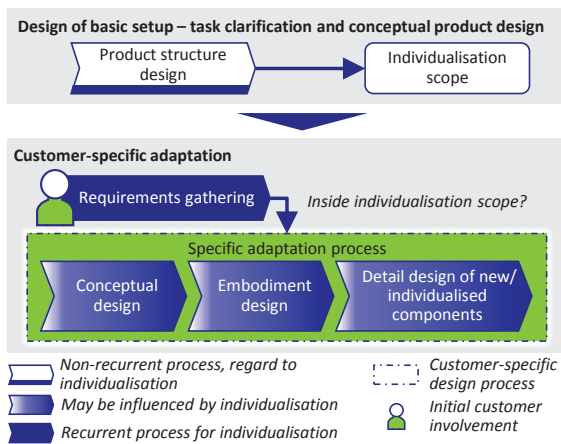 Design of basic setup – task clarification and conceptual product design
Product structure
design
Individualisation
scope
Customer-specific adaptation
Requirements gathering
Inside individualisation scope?
Specific adaptation process
Conceptual
design
Embodiment
design
Detail design of new/
individualised
components
Non-recurrent process, regard to
individualisation
May be influenced by individualisation
Recurrent process for individualisation
Customer-specific
design process
Initial customer
involvement